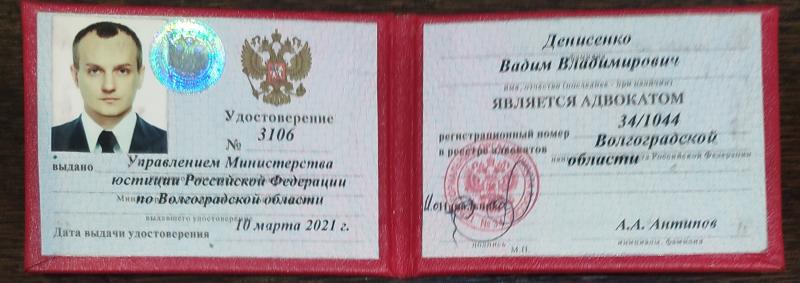 Удостоверение
№ 3106
выдано Управлением Министерства
юстиции Российской Федерации
по Волгоградской области
выдавшего удостоверение
Дата выдачи удостоверения 10 марта 2021 г.
Денисенко
Вадим Владимирович
имя, отчество (последнее - при наличии)
ЯВЛЯЕТСЯ АДВОКАТОМ
регистрационный номер 34/1044
в реестре адвокатов Волгоградской
области
Российской Федерации
А.А. Антипов
подпись
инициалы, фамилия
М.П.